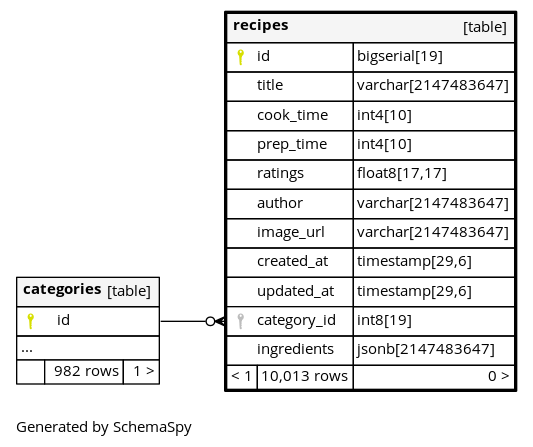 recipes [table]
id bigserial[19]
title varchar[2147483647]
cook_time int4[10]
prep_time int4[10]
ratings float8[17,17]
author varchar[2147483647]
image_url varchar[2147483647]
created_at timestamp[29,6]
updated_at timestamp[29,6]
category_id int8[19]
ingredients jsonb[2147483647]
< 1 10,013 rows 0 >
categories [table]
id
...
982 rows 1 >
Generated by SchemaSpy